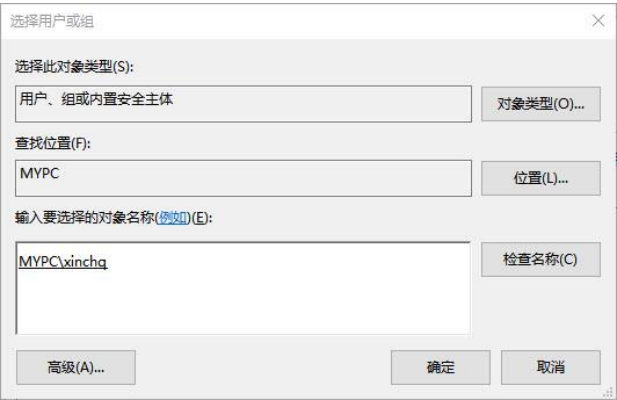 选择用户或组
选择此对象类型(S):
用户、组或内置安全主体
对象类型(O)...
查找位置(F):
MYPC
位置(L)...
输入要选择的对象名称(例如)(E):
MYPC\xinchq
检查名称(C)
高级(A)...
确定
取消